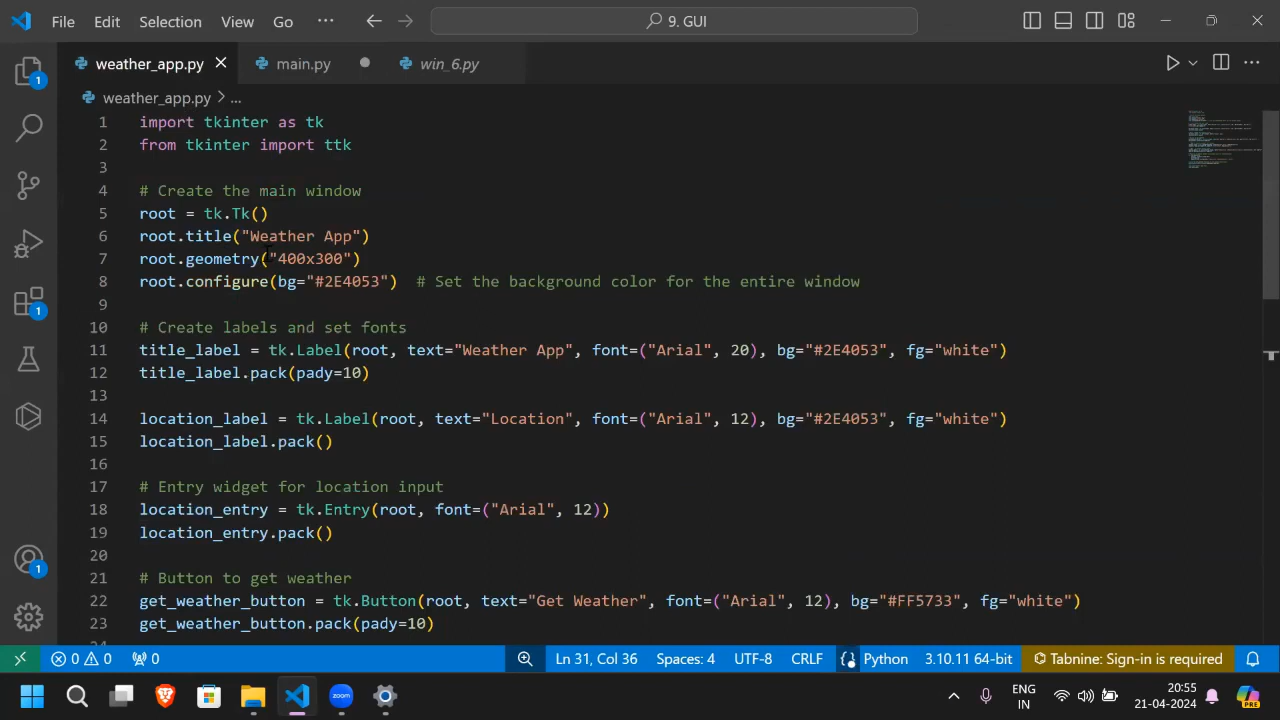 File Edit Selection View Go ··· 9. GUI
weather_app.py main.py win_6.py
weather_app.py > ...
1 import tkinter as tk
2 from tkinter import ttk
3
4 # Create the main window
5 root = tk.Tk()
6 root.title("Weather App")
7 root.geometry("400x300")
8 root.configure(bg="#2E4053") # Set the background color for the entire window
9
10 # Create labels and set fonts
11 title_label = tk.Label(root, text="Weather App", font=("Arial", 20), bg="#2E4053", fg="white")
12 title_label.pack(pady=10)
13
14 location_label = tk.Label(root, text="Location", font=("Arial", 12), bg="#2E4053", fg="white")
15 location_label.pack()
16
17 # Entry widget for location input
18 location_entry = tk.Entry(root, font=("Arial", 12))
19 location_entry.pack()
20
21 # Button to get weather
22 get_weather_button = tk.Button(root, text="Get Weather", font=("Arial", 12), bg="#FF5733", fg="white")
23 get_weather_button.pack(pady=10)
1
1
1
0 0 0 Ln 31, Col 36 Spaces: 4 UTF-8 CRLF Python 3.10.11 64-bit Tabnine: Sign-in is required
zoom ENG 20:55
IN 21-04-2024 PRE